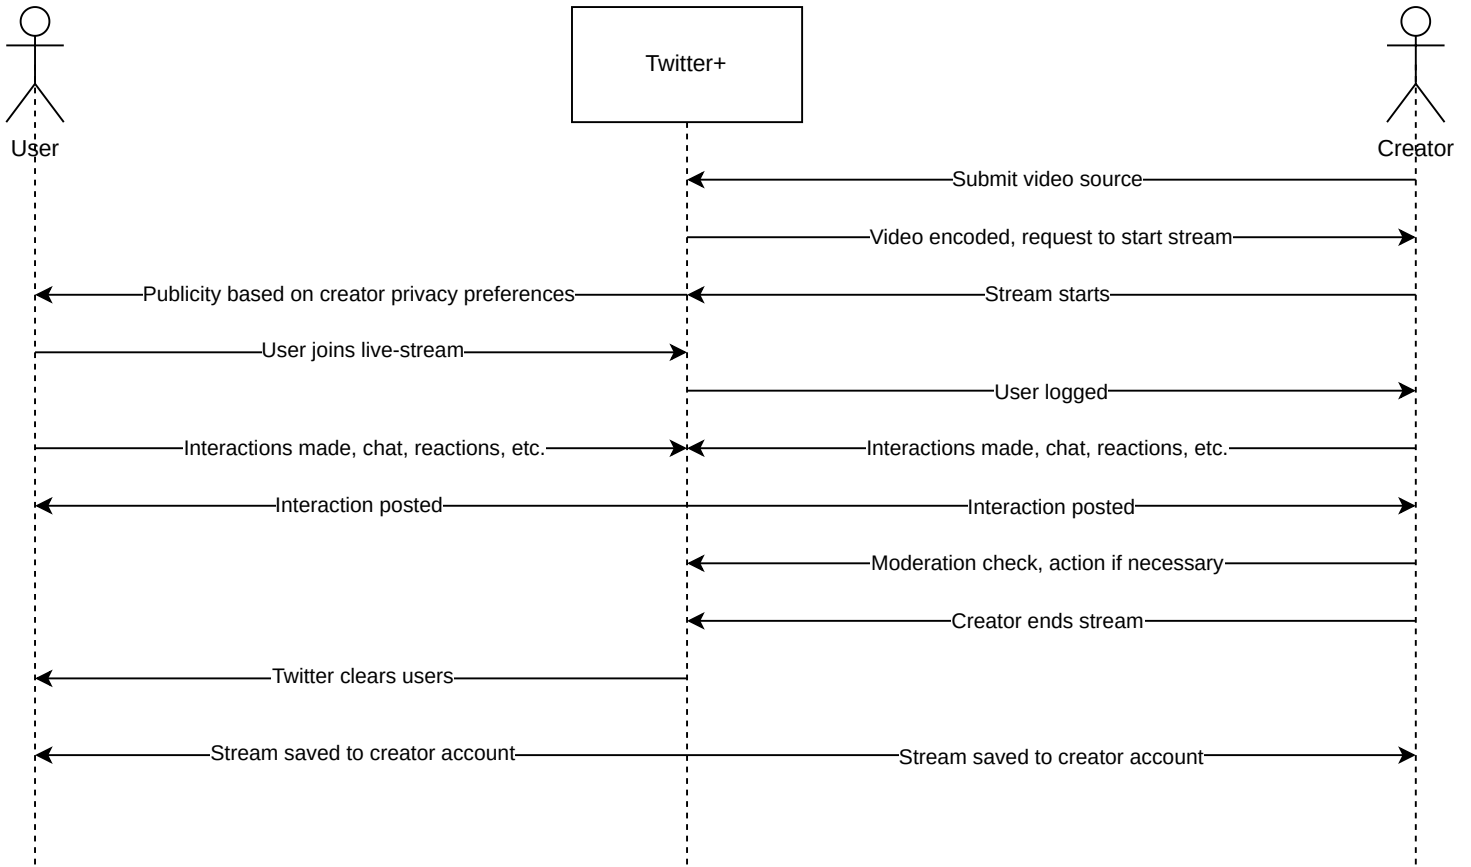 Twitter+
User
Creator
Submit video source
Video encoded, request to start stream
Publicity based on creator privacy preferences
Stream starts
User joins live-stream
User logged
Interactions made, chat, reactions, etc.
Interactions made, chat, reactions, etc.
Interaction posted
Interaction posted
Moderation check, action if necessary
Creator ends stream
Twitter clears users
Stream saved to creator account
Stream saved to creator account